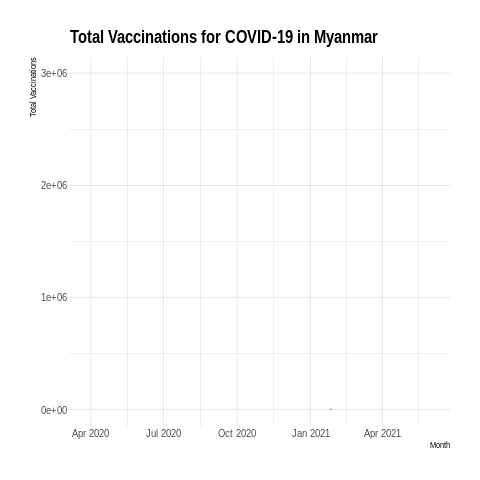 Total Vaccinations for COVID-19 in Myanmar
Total Vaccinations
3e+06
2e+06
1e+06
0e+00
Apr 2020 Jul 2020 Oct 2020 Jan 2021 Apr 2021
Month